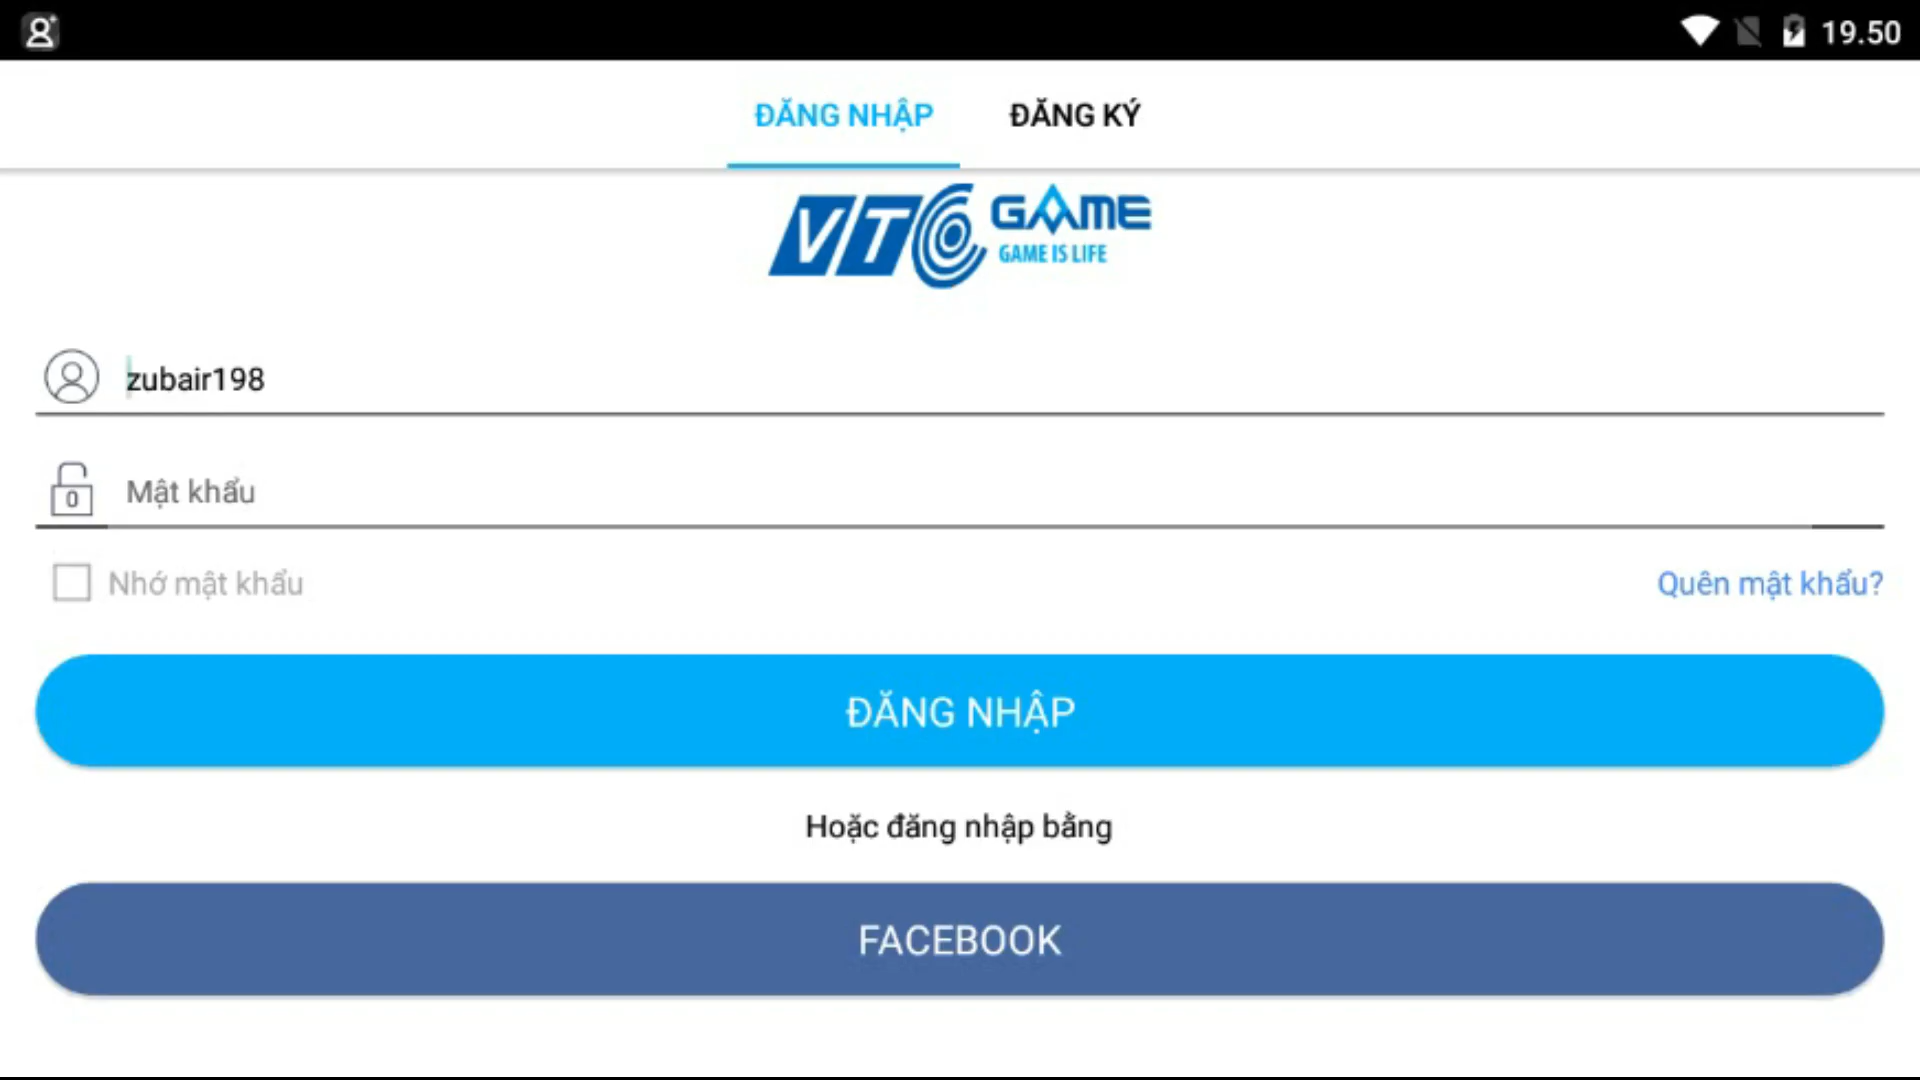 19.50
ĐĂNG NHẬP ĐĂNG KÝ
VTC GAME
GAME IS LIFE
zubair198
Mật khẩu
Nhớ mật khẩu Quên mật khẩu?
ĐĂNG NHẬP
Hoặc đăng nhập bằng
FACEBOOK